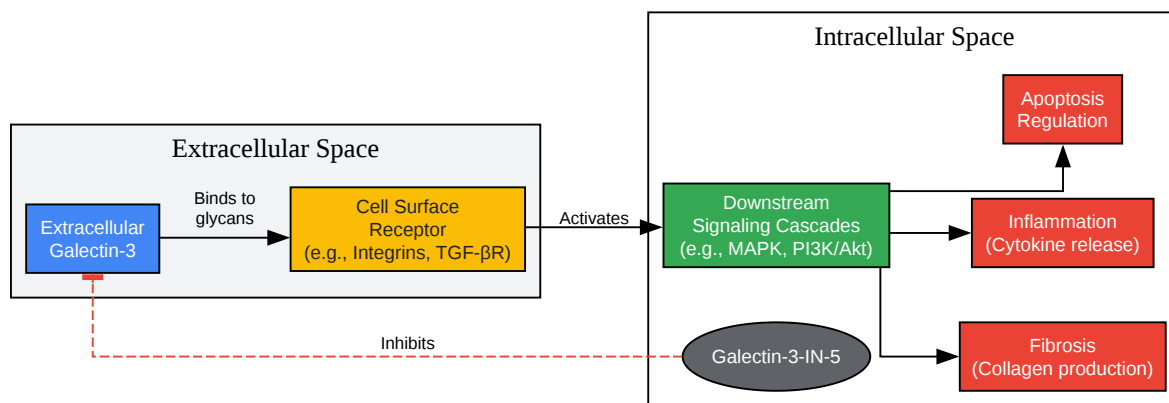 Intracellular Space
Apoptosis
Regulation
Extracellular Space
Extracellular
Galectin-3
Binds to
glycans
Cell Surface
Receptor
(e.g., Integrins, TGF-βR)
Activates
Downstream
Signaling Cascades
(e.g., MAPK, PI3K/Akt)
Inflammation
(Cytokine release)
Inhibits
Galectin-3-IN-5
Fibrosis
(Collagen production)